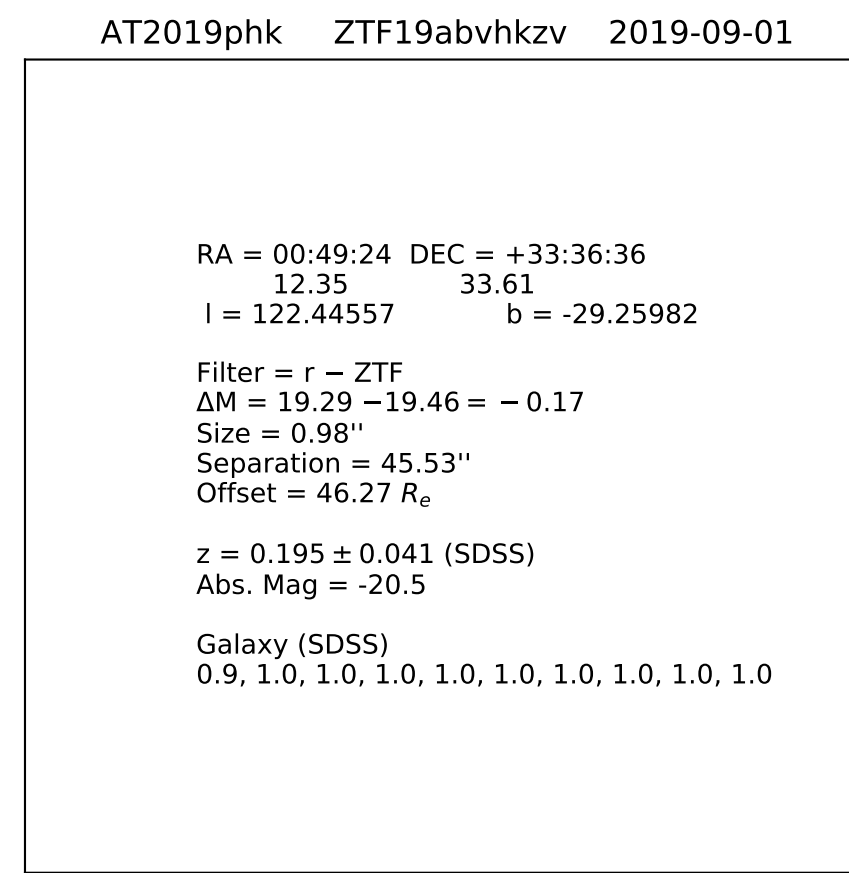 AT2019phk ZTF19abvhkzv 2019-09-01
RA = 00:49:24 DEC = +33:36:36
12.35 33.61
l = 122.44557 b = -29.25982
Filter = r − ZTF
ΔM = 19.29 −19.46 = − 0.17
Size = 0.98''
Separation = 45.53''
Offset = 46.27 Rₑ
z = 0.195 ± 0.041 (SDSS)
Abs. Mag = -20.5
Galaxy (SDSS)
0.9, 1.0, 1.0, 1.0, 1.0, 1.0, 1.0, 1.0, 1.0, 1.0